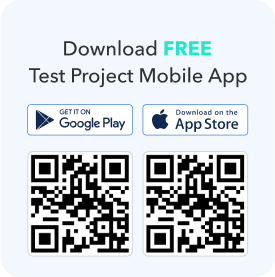 Download FREE
Test Project Mobile App
GET IT ON
Google Play
Download on the
App Store